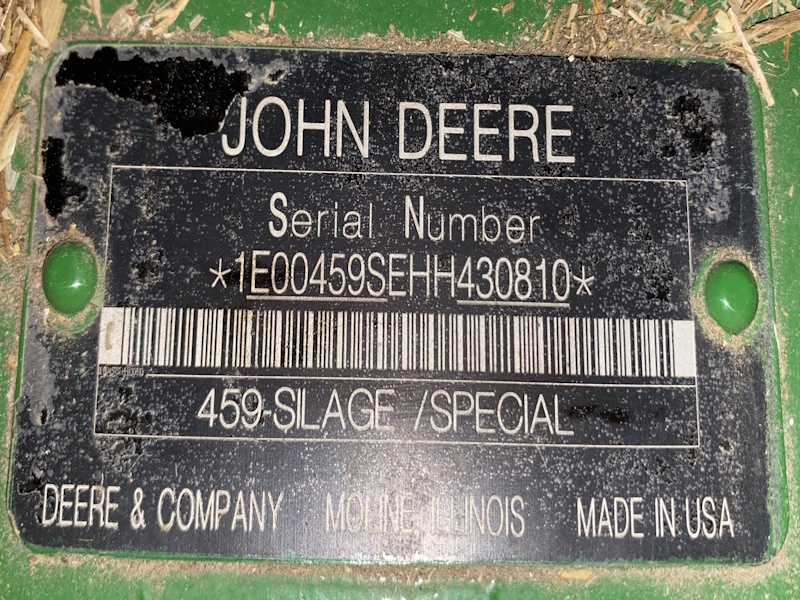 JOHN DEERE
Serial Number
*1E00459SEHH430810*
459-SILAGE /SPECIAL
DEERE & COMPANY MOLINE ILLINOIS MADE IN USA